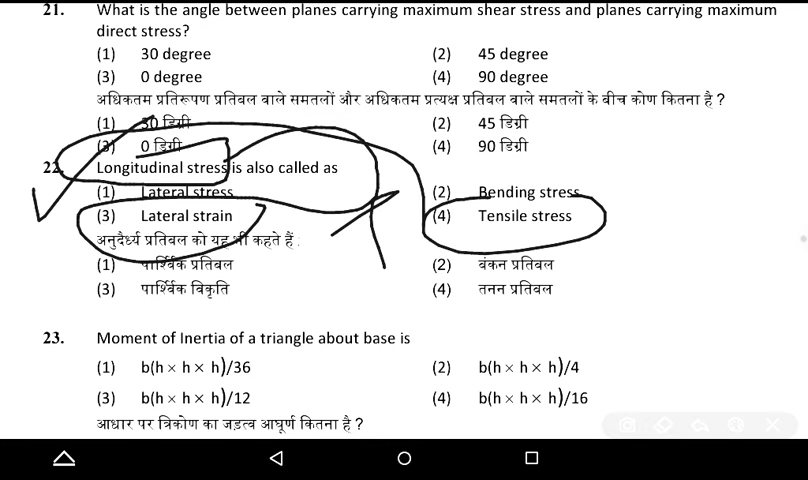 21. What is the angle between planes carrying maximum shear stress and planes carrying maximum
direct stress?
(1) 30 degree (2) 45 degree
(3) 0 degree (4) 90 degree
अधिकतम प्रतिरूपण प्रतिबल वाले समतलों और अधिकतम प्रत्यक्ष प्रतिबल वाले समतलों के बीच कोण कितना है ?
(1) 30 डिग्री (2) 45 डिग्री
(3) 0 डिग्री (4) 90 डिग्री
22. Longitudinal stress is also called as
(1) Lateral stress (2) Bending stress
(3) Lateral strain (4) Tensile stress
अनुदैर्ध्य प्रतिबल को यह भी कहते हैं :
(1) पार्श्विक प्रतिबल (2) बंकन प्रतिबल
(3) पार्श्विक विकृति (4) तनन प्रतिबल
23. Moment of Inertia of a triangle about base is
(1) b(h × h × h)/36 (2) b(h × h × h)/4
(3) b(h × h × h)/12 (4) b(h × h × h)/16
आधार पर त्रिकोण का जड़त्व आघूर्ण कितना है ?